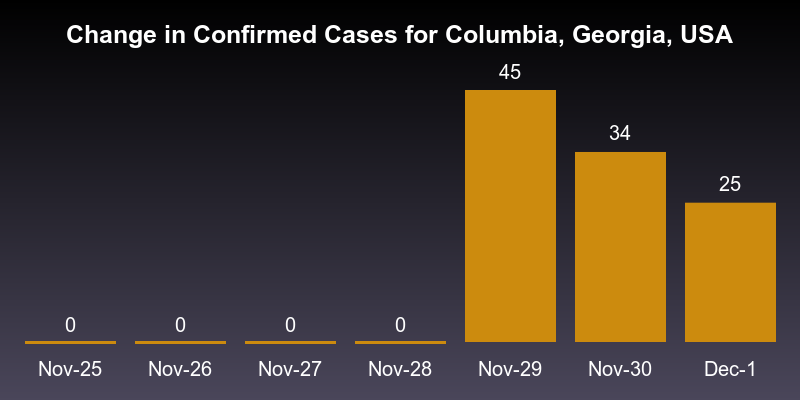 Change in Confirmed Cases for Columbia, Georgia, USA
45
34
25
0 0 0 0
Nov-25 Nov-26 Nov-27 Nov-28 Nov-29 Nov-30 Dec-1